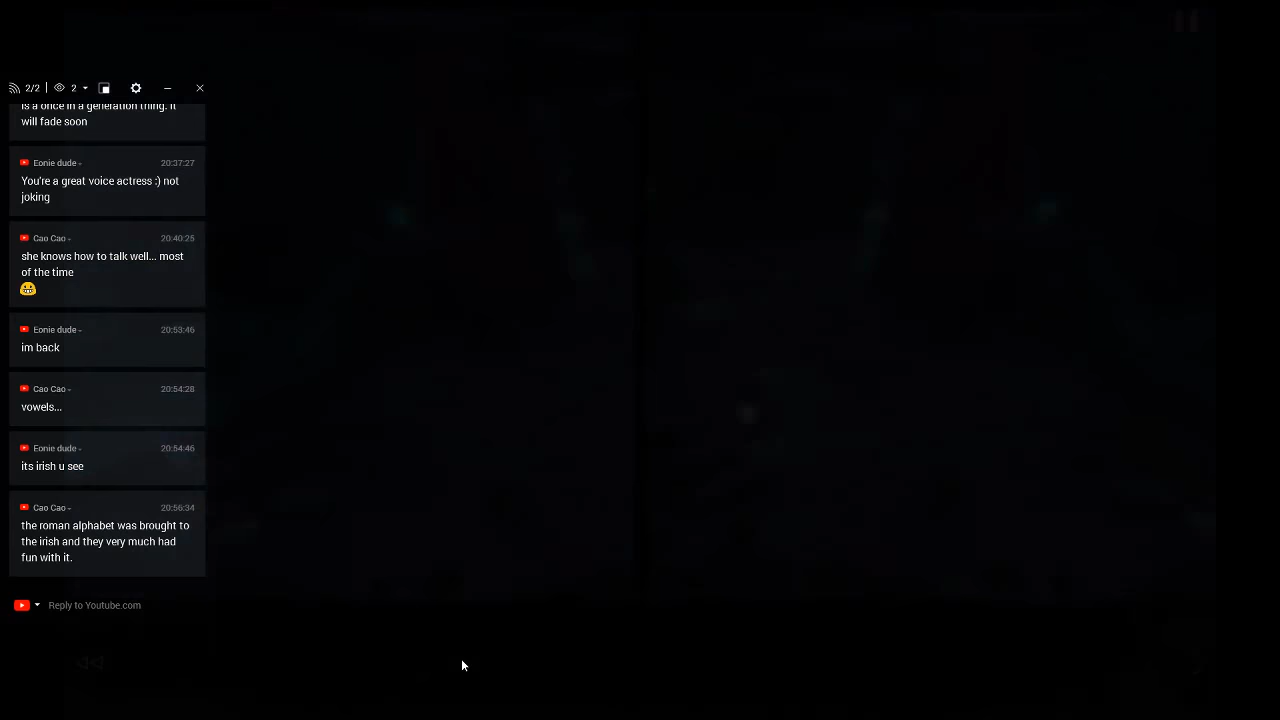 2/2 2
is a once in a generation thing. it
will fade soon
Eonie dude 20:37:27
You're a great voice actress :) not
joking
Cao Cao 20:40:25
she knows how to talk well... most
of the time
Eonie dude 20:53:46
im back
Cao Cao 20:54:28
vowels...
Eonie dude 20:54:46
its irish u see
Cao Cao 20:56:34
the roman alphabet was brought to
the irish and they very much had
fun with it.
Reply to Youtube.com